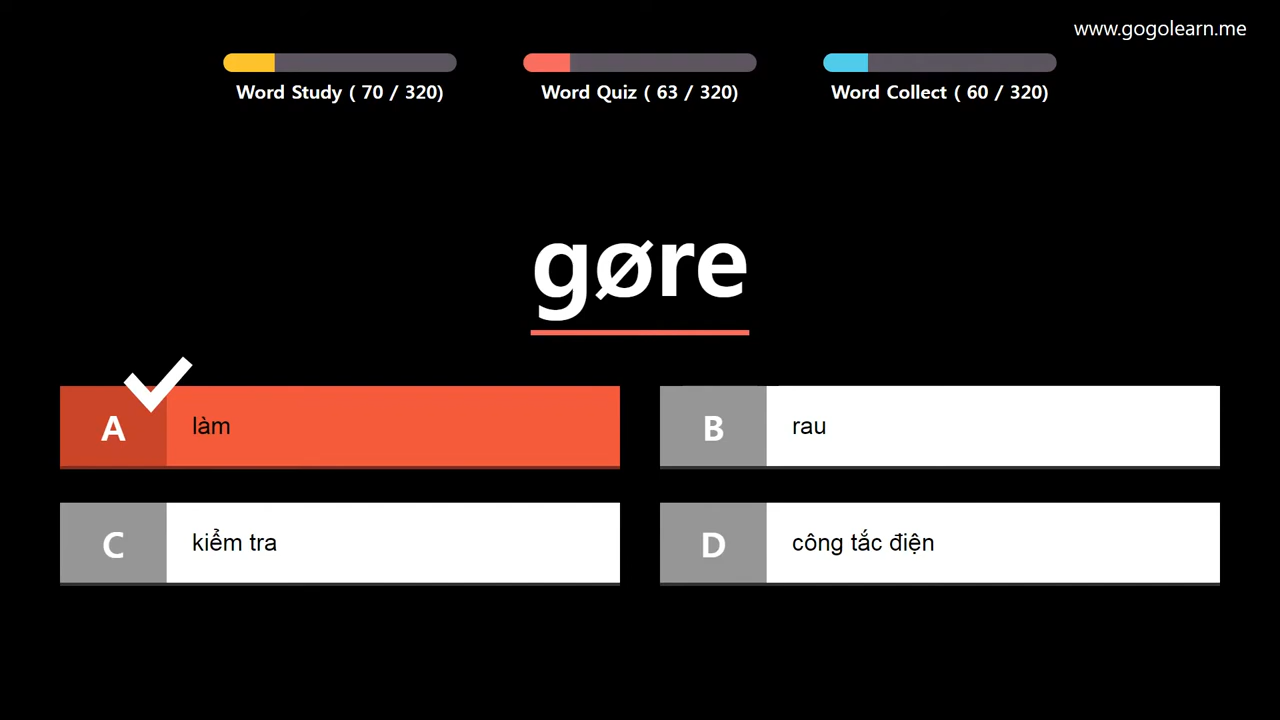 www.gogolearn.me
Word Study ( 70 / 320)
Word Quiz ( 63 / 320)
Word Collect ( 60 / 320)
gøre
A làm
B rau
C kiểm tra
D công tắc điện